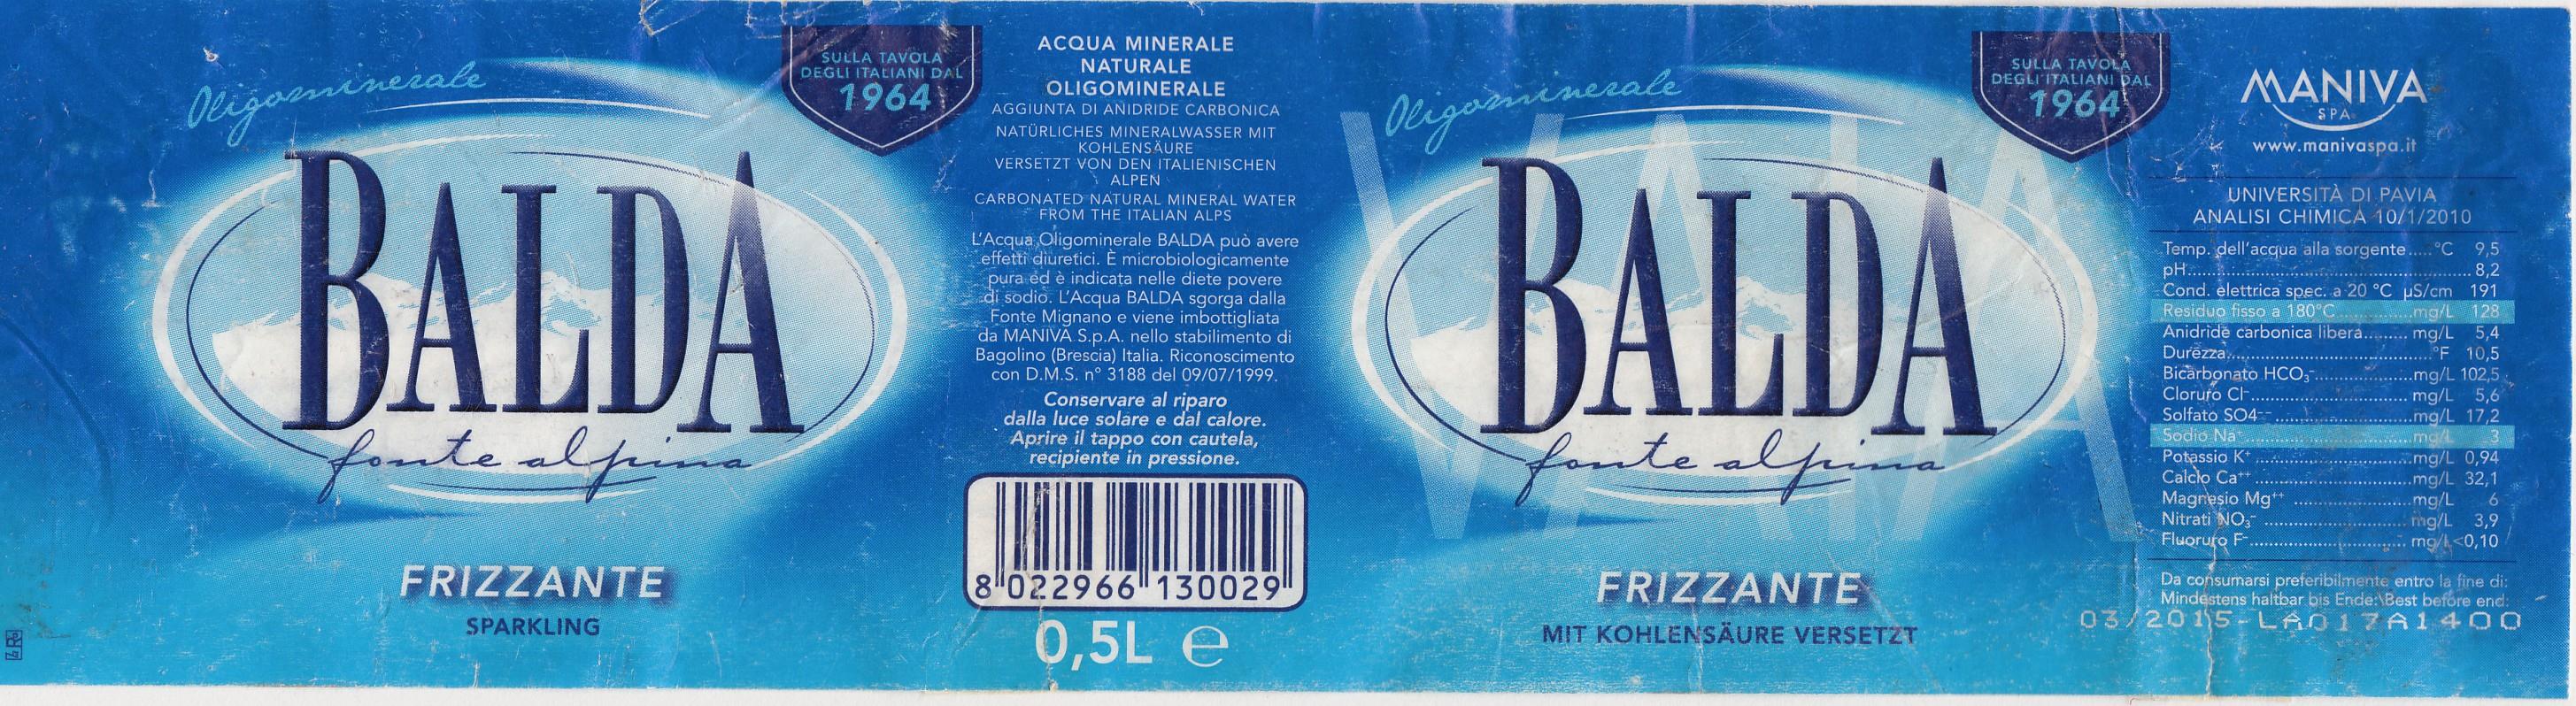 Oligominerale
SULLA TAVOLA
DEGLI ITALIANI DAL
1964
BALDA
fonte alpina
FRIZZANTE
SPARKLING
ACQUA MINERALE
NATURALE
OLIGOMINERALE
AGGIUNTA DI ANIDRIDE CARBONICA
NATÜRLICHES MINERALWASSER MIT
KOHLENSÄURE
VERSETZT VON DEN ITALIENISCHEN
ALPEN
CARBONATED NATURAL MINERAL WATER
FROM THE ITALIAN ALPS
L'Acqua Oligominerale BALDA può avere
effetti diuretici. È microbiologicamente
pura ed è indicata nelle diete povere
di sodio. L'Acqua BALDA sgorga dalla
Fonte Mignano e viene imbottigliata
da MANIVA S.p.A. nello stabilimento di
Bagolino (Brescia) Italia. Riconoscimento
con D.M.S. n° 3188 del 09/07/1999.
Conservare al riparo
dalla luce solare e dal calore.
Aprire il tappo con cautela,
recipiente in pressione.
8 022966 130029
0,5L e
Oligominerale
SULLA TAVOLA
DEGLI ITALIANI DAL
1964
BALDA
fonte alpina
FRIZZANTE
MIT KOHLENSÄURE VERSETZT
MANIVA
SPA
www.manivaspa.it
UNIVERSITÀ DI PAVIA
ANALISI CHIMICA 10/1/2010
Temp. dell'acqua alla sorgente.....°C 9,5
pH.....8,2
Cond. elettrica spec. a 20 °C µS/cm 191
Residuo fisso a 180°C.....mg/L 128
Anidride carbonica libera.....mg/L 5,4
Durezza.....°F 10,5
Bicarbonato HCO₃⁻.....mg/L 102,5
Cloruro Cl⁻.....mg/L 5,6
Solfato SO4⁻⁻.....mg/L 17,2
Sodio Na⁺.....mg/L 3
Potassio K⁺.....mg/L 0,94
Calcio Ca⁺⁺.....mg/L 32,1
Magnesio Mg⁺⁺.....mg/L 6
Nitrati NO₃⁻.....mg/L 3,9
Fluoruro F⁻.....mg/L<0,10
Da consumarsi preferibilmente entro la fine di:
Mindestens haltbar bis Ende:\Best before end:
03/2015-LA017A1400